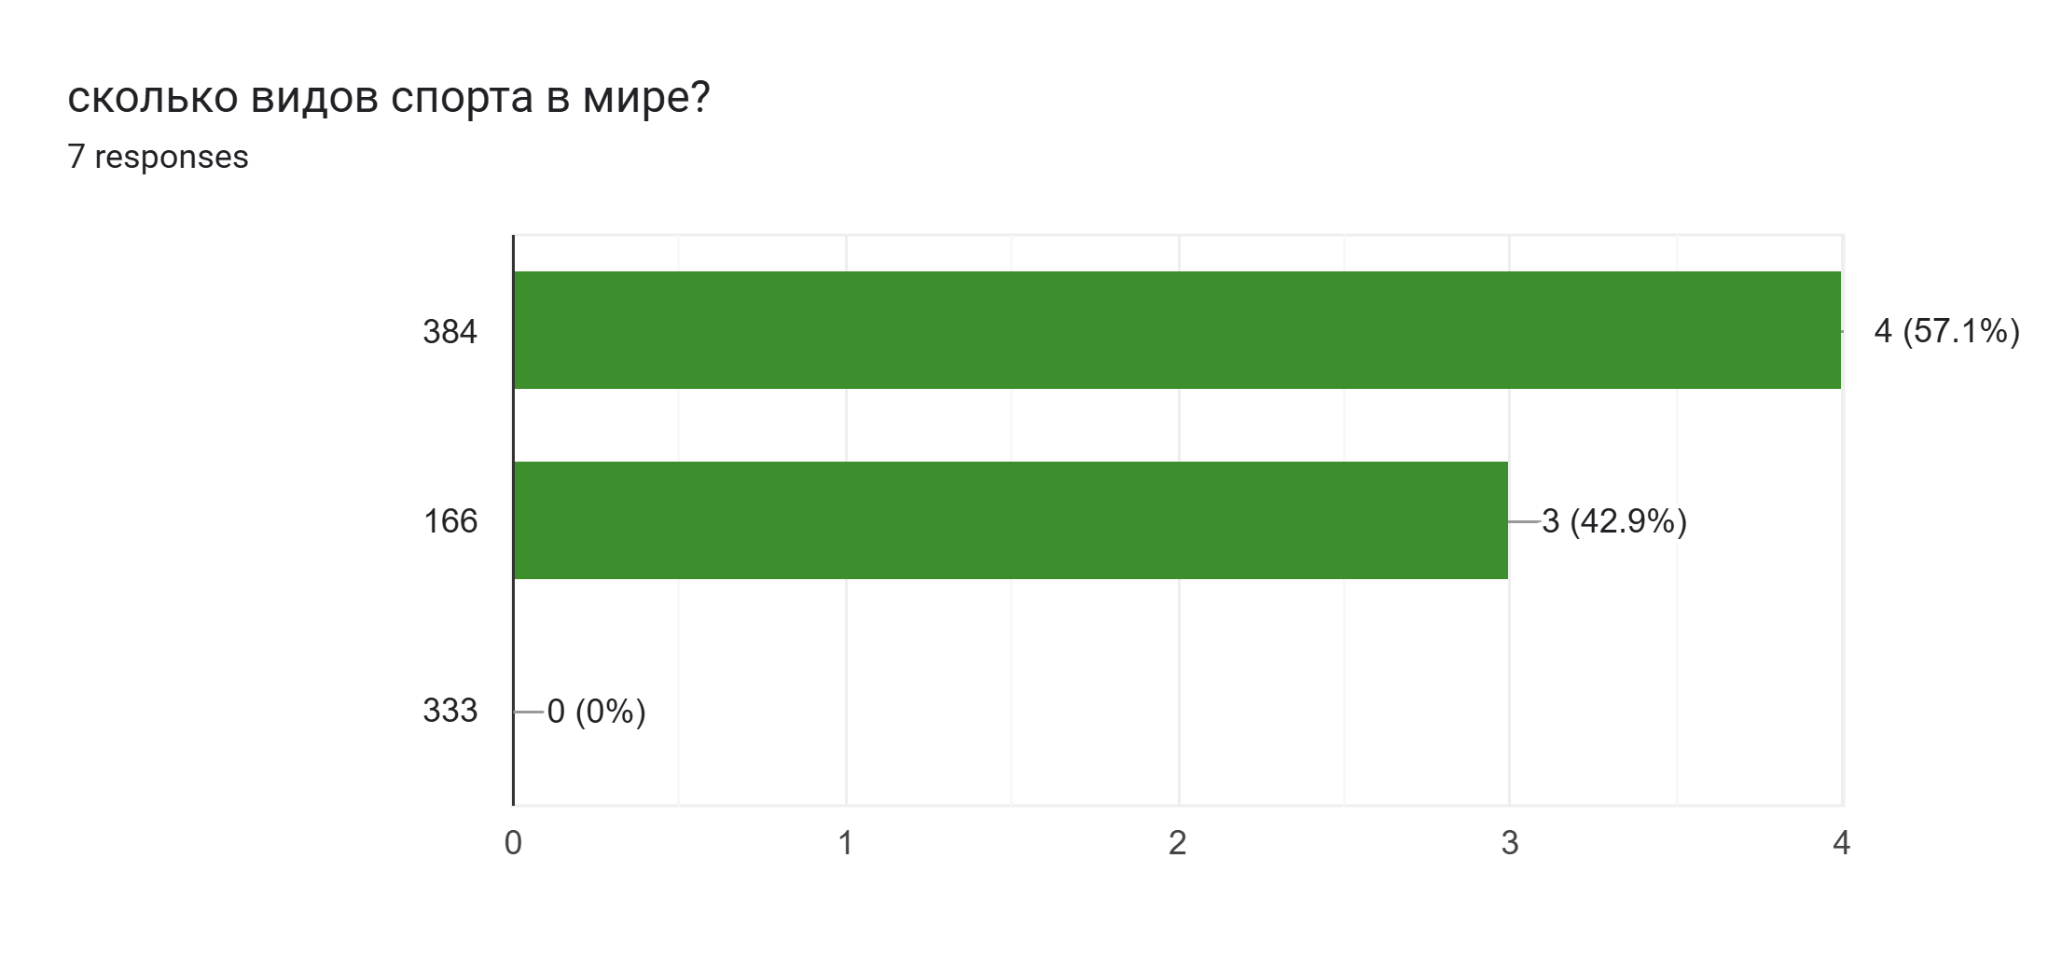 сколько видов спорта в мире?
7 responses
384 4 (57.1%)
166 3 (42.9%)
333 0 (0%)
0 1 2 3 4